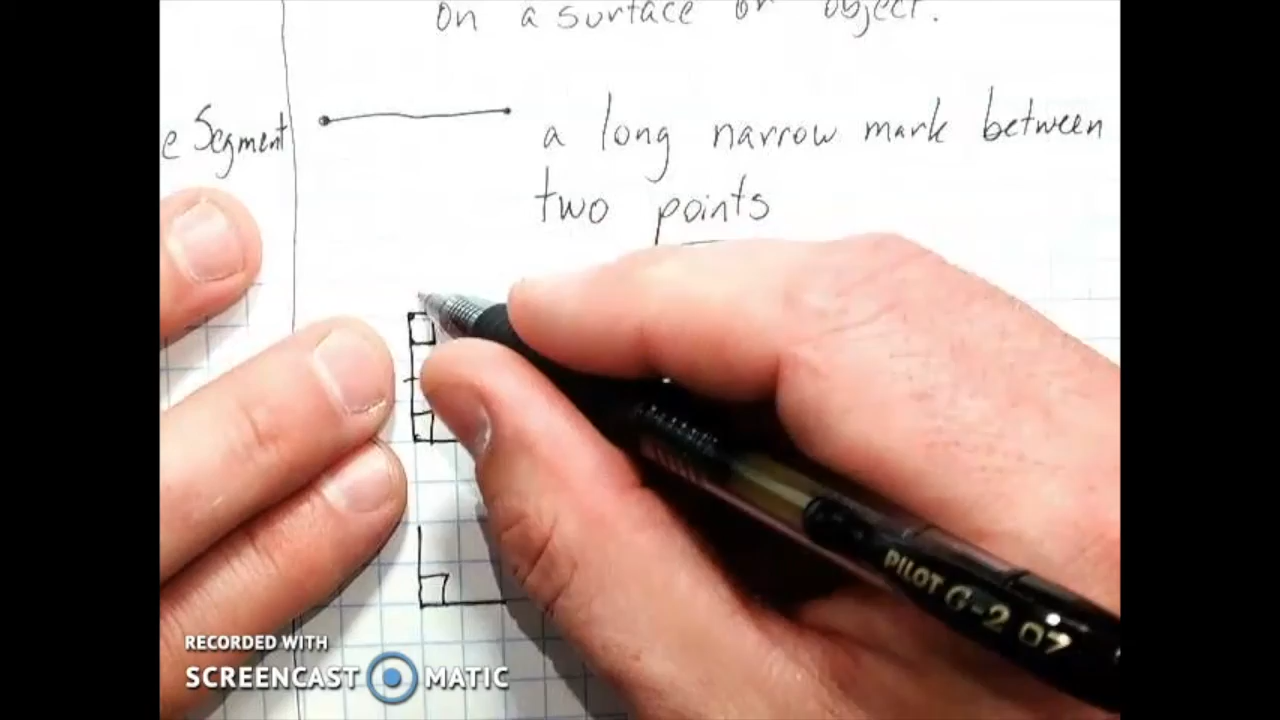 on a surface or object.
e Segment
a long narrow mark between
two points
PILOT G-2 07
RECORDED WITH
SCREENCAST MATIC